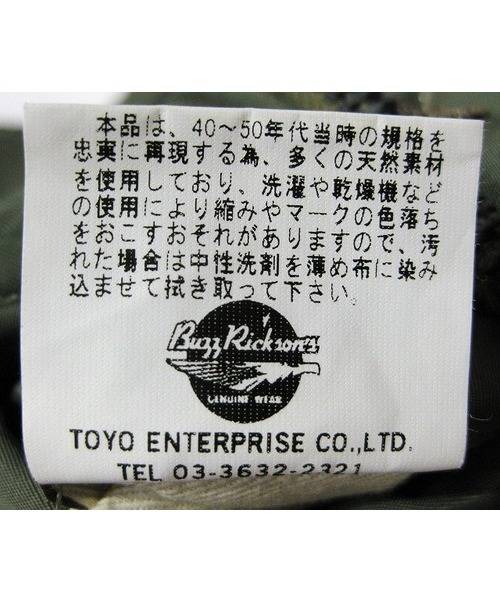 本品は、40～50年代当時の規格を
忠実に再現する為、多くの天然素材
を使用しており、洗濯や乾燥機など
の使用により縮みやマークの色落ち
をおこすおそれがありますので、汚
れた場合は中性洗剤を薄め布に染み
込ませて拭き取って下さい。
Buzz Rickson's
GENUINE WEAR
TOYO ENTERPRISE CO.,LTD.
TEL 03-3632-2321